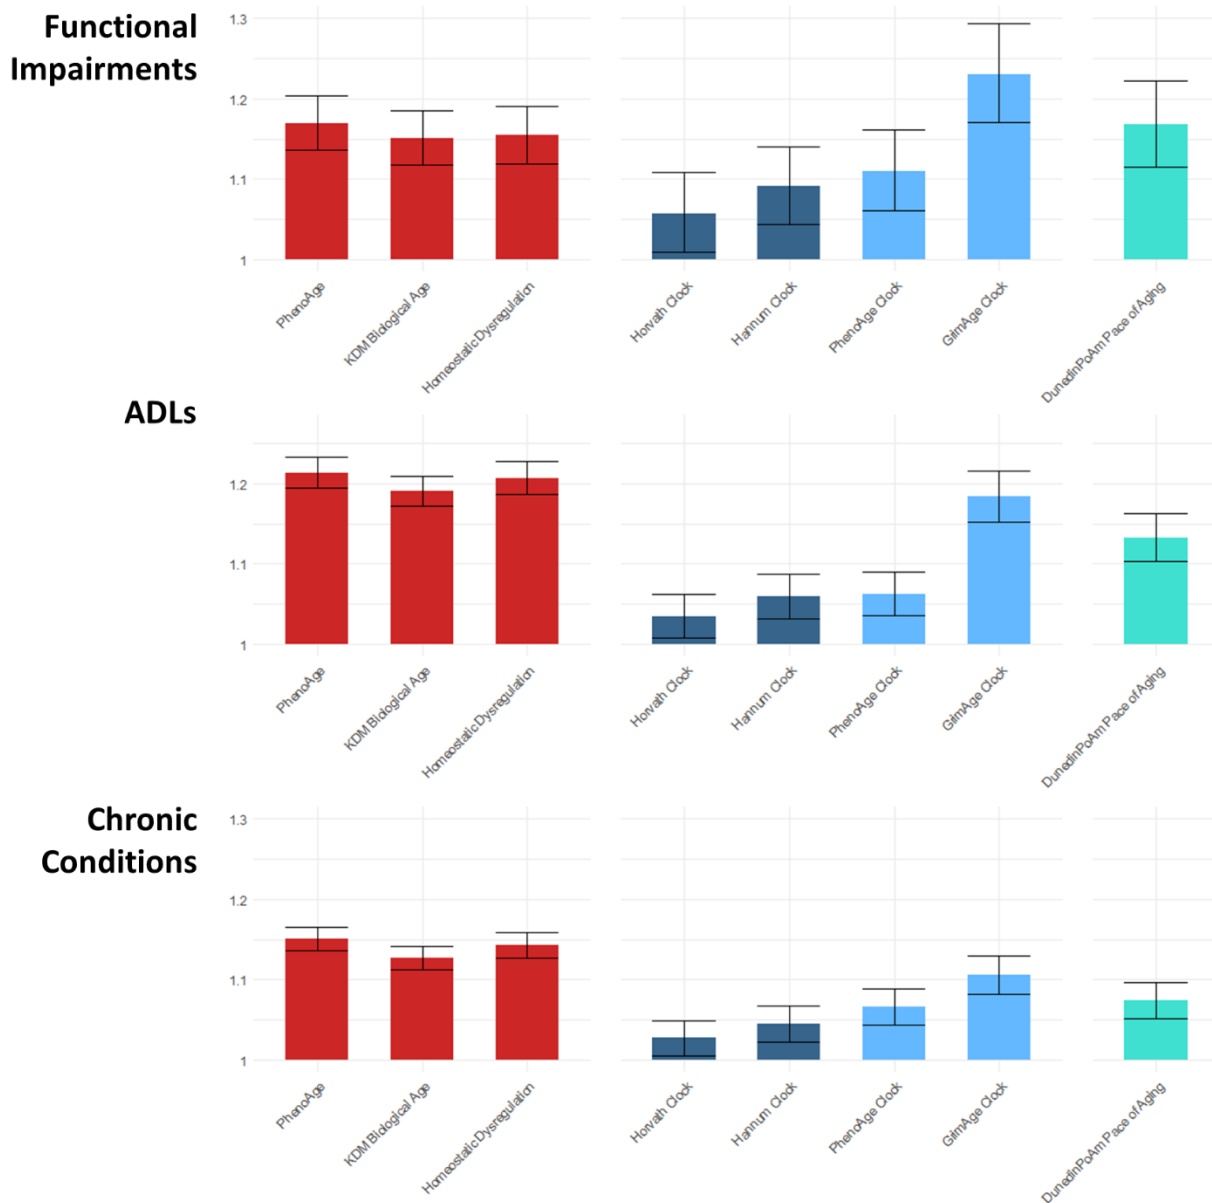 Functional
Impairments
1.3
1.2
1.1
1
PhenoAge
KDM Biological Age
Homeostatic Dysregulation
Horvath Clock
Hannum Clock
PhenoAge Clock
GrimAge Clock
DunedinPoAm Pace of Aging
ADLs
1.2
1.1
1
PhenoAge
KDM Biological Age
Homeostatic Dysregulation
Horvath Clock
Hannum Clock
PhenoAge Clock
GrimAge Clock
DunedinPoAm Pace of Aging
Chronic
Conditions
1.3
1.2
1.1
1
PhenoAge
KDM Biological Age
Homeostatic Dysregulation
Horvath Clock
Hannum Clock
PhenoAge Clock
GrimAge Clock
DunedinPoAm Pace of Aging